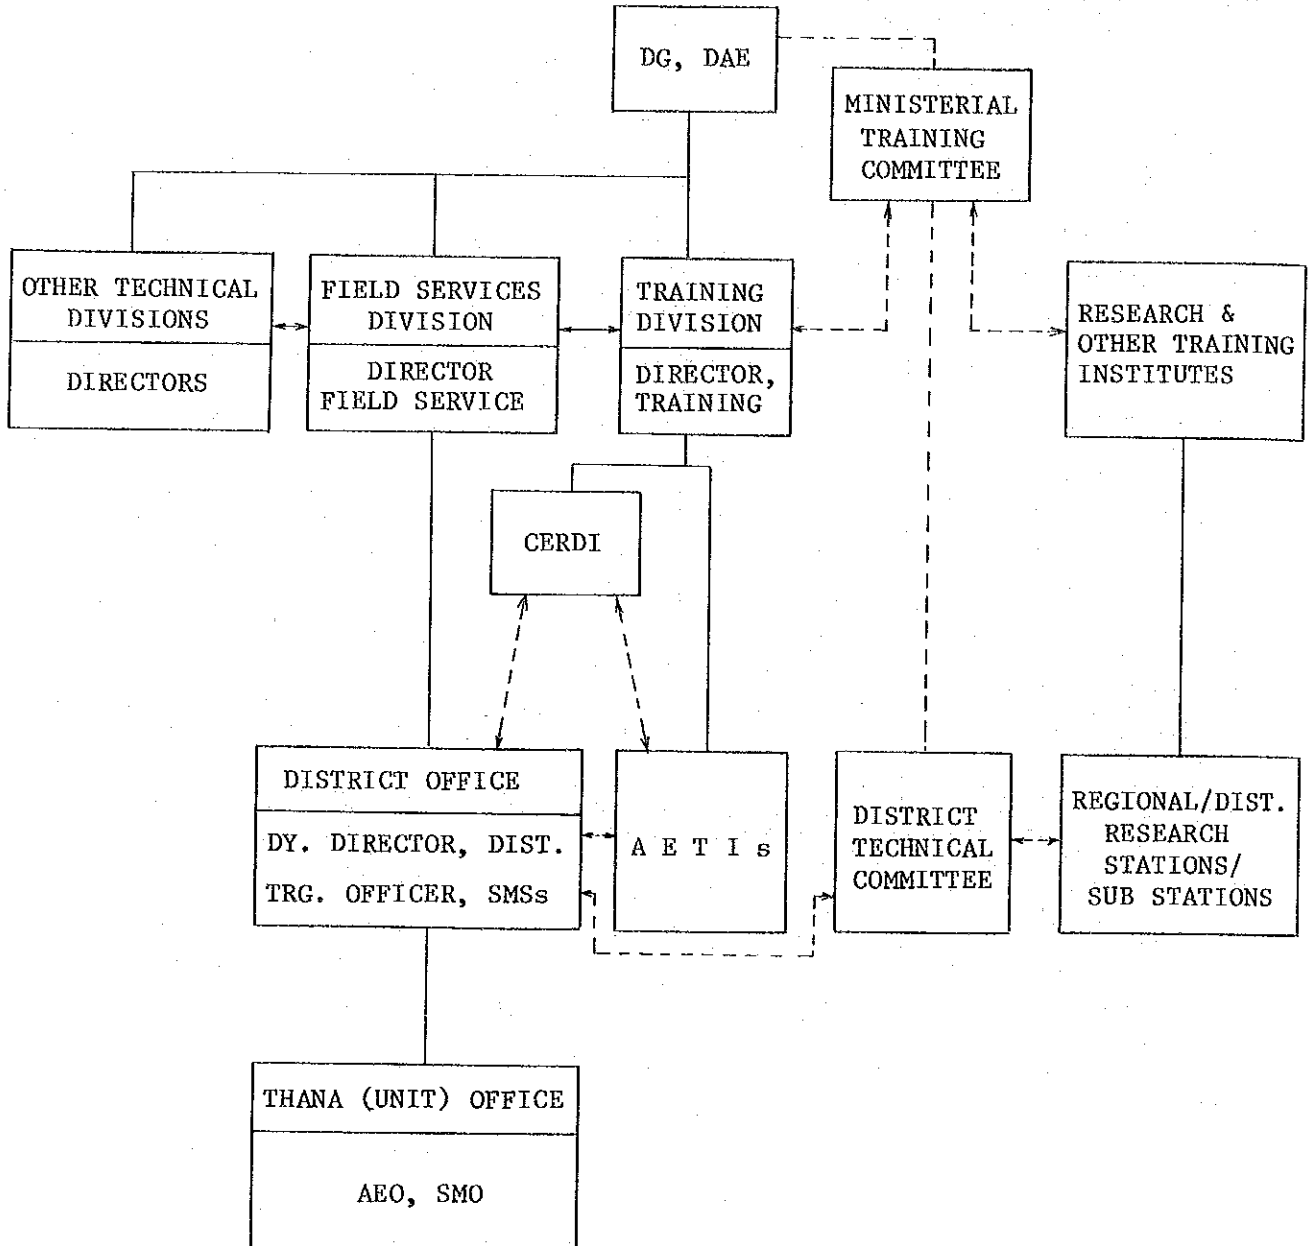 DG, DAE
MINISTERIAL
TRAINING
COMMITTEE
OTHER TECHNICAL
DIVISIONS
DIRECTORS
FIELD SERVICES
DIVISION
DIRECTOR
FIELD SERVICE
TRAINING
DIVISION
DIRECTOR,
TRAINING
RESEARCH &
OTHER TRAINING
INSTITUTES
CERDI
DISTRICT OFFICE
DY. DIRECTOR, DIST.
TRG. OFFICER, SMSs
A E T I s
DISTRICT
TECHNICAL
COMMITTEE
REGIONAL/DIST.
RESEARCH
STATIONS/
SUB STATIONS
THANA (UNIT) OFFICE
AEO, SMO